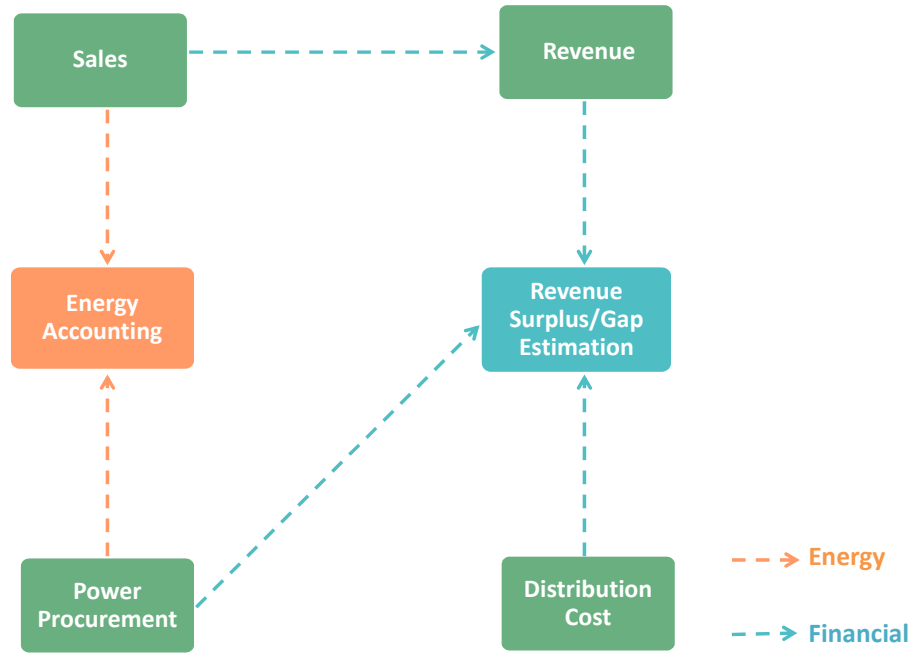 Sales
Revenue
Energy
Accounting
Revenue
Surplus/Gap
Estimation
Power
Procurement
Distribution
Cost
Energy
Financial